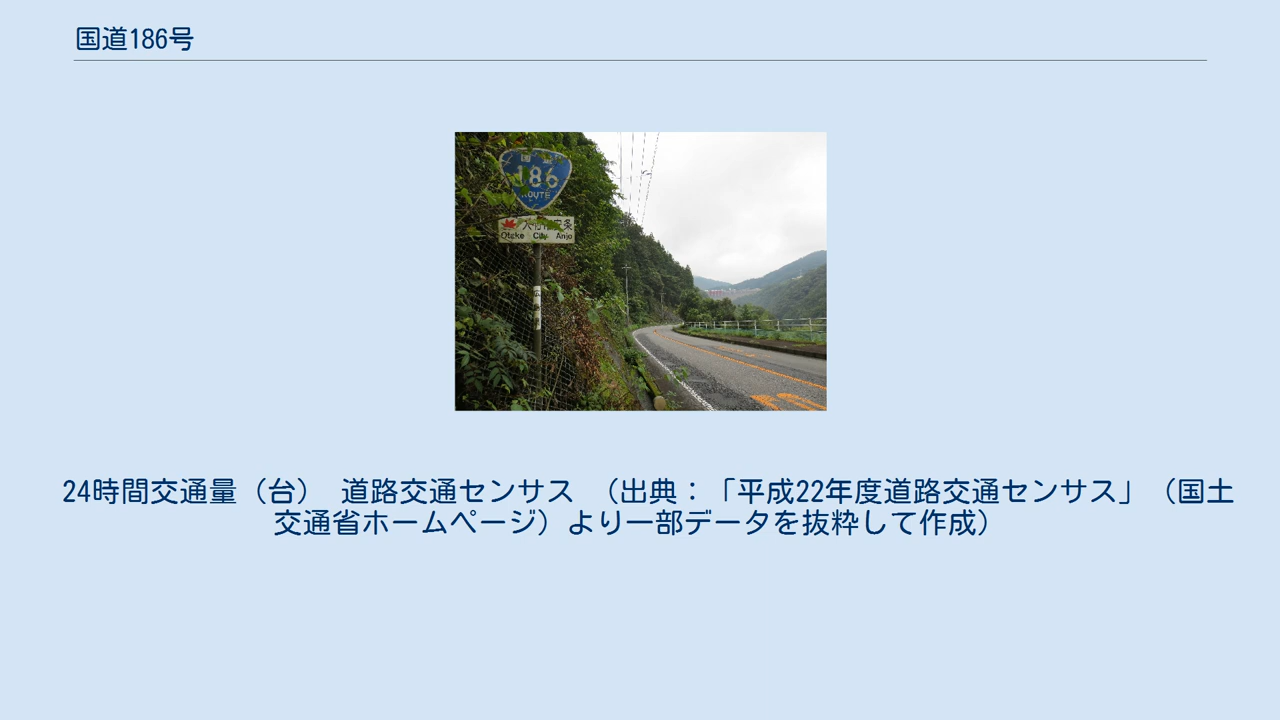 国道186号
186
ROUTE
Otake City Anjo
24時間交通量（台） 道路交通センサス （出典：「平成22年度道路交通センサス」（国土
交通省ホームページ）より一部データを抜粋して作成）